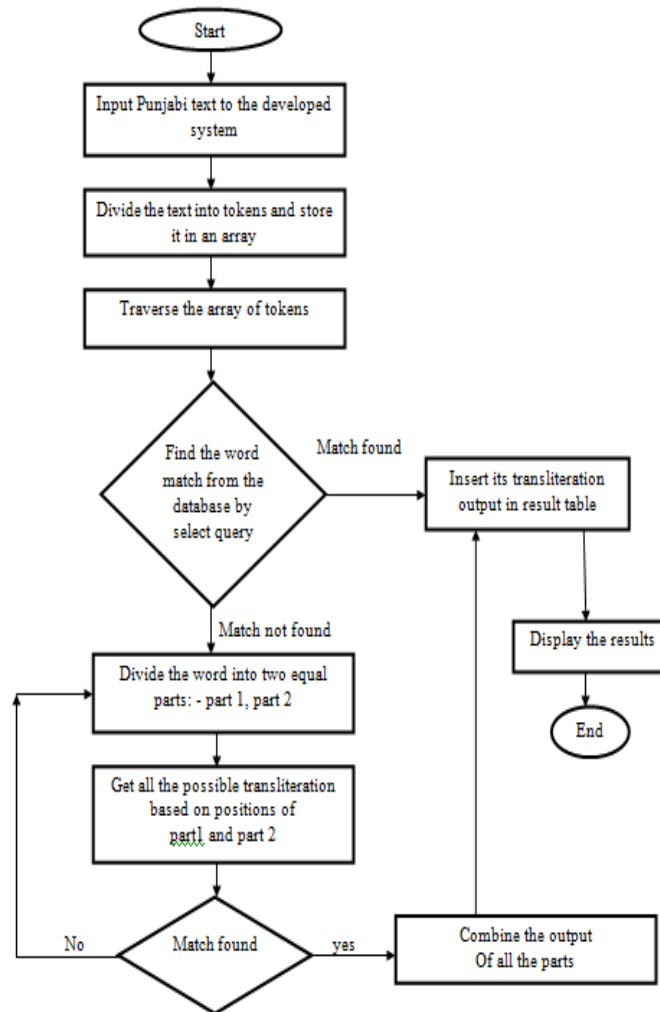 Start
Input Punjabi text to the developed
system
Divide the text into tokens and store
it in an array
Traverse the array of tokens
Find the word
match from the
database by
select query
Match found
Insert its transliteration
output in result table
Match not found
Display the results
Divide the word into two equal
parts: - part 1, part 2
End
Get all the possible transliteration
based on positions of
part1 and part 2
No
Match found
yes
Combine the output
Of all the parts